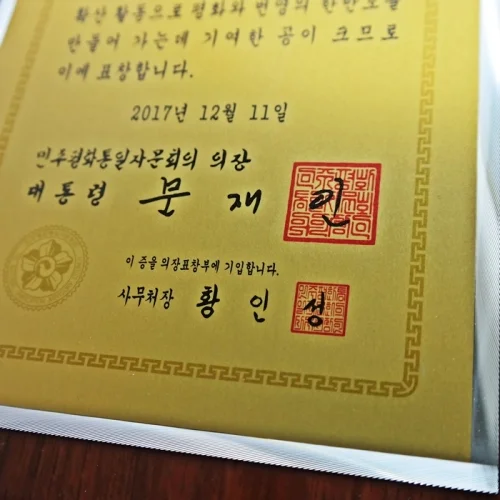 확산 활동으로 평화와 번영의 한반도를
만들어 가는데 기여한 공이 크므로
이에 표창합니다.
2017년 12월 11일
민주평화통일자문회의 의장
대통령 문재인
이 증을 의장표창부에 기입합니다.
사무처장 황인성